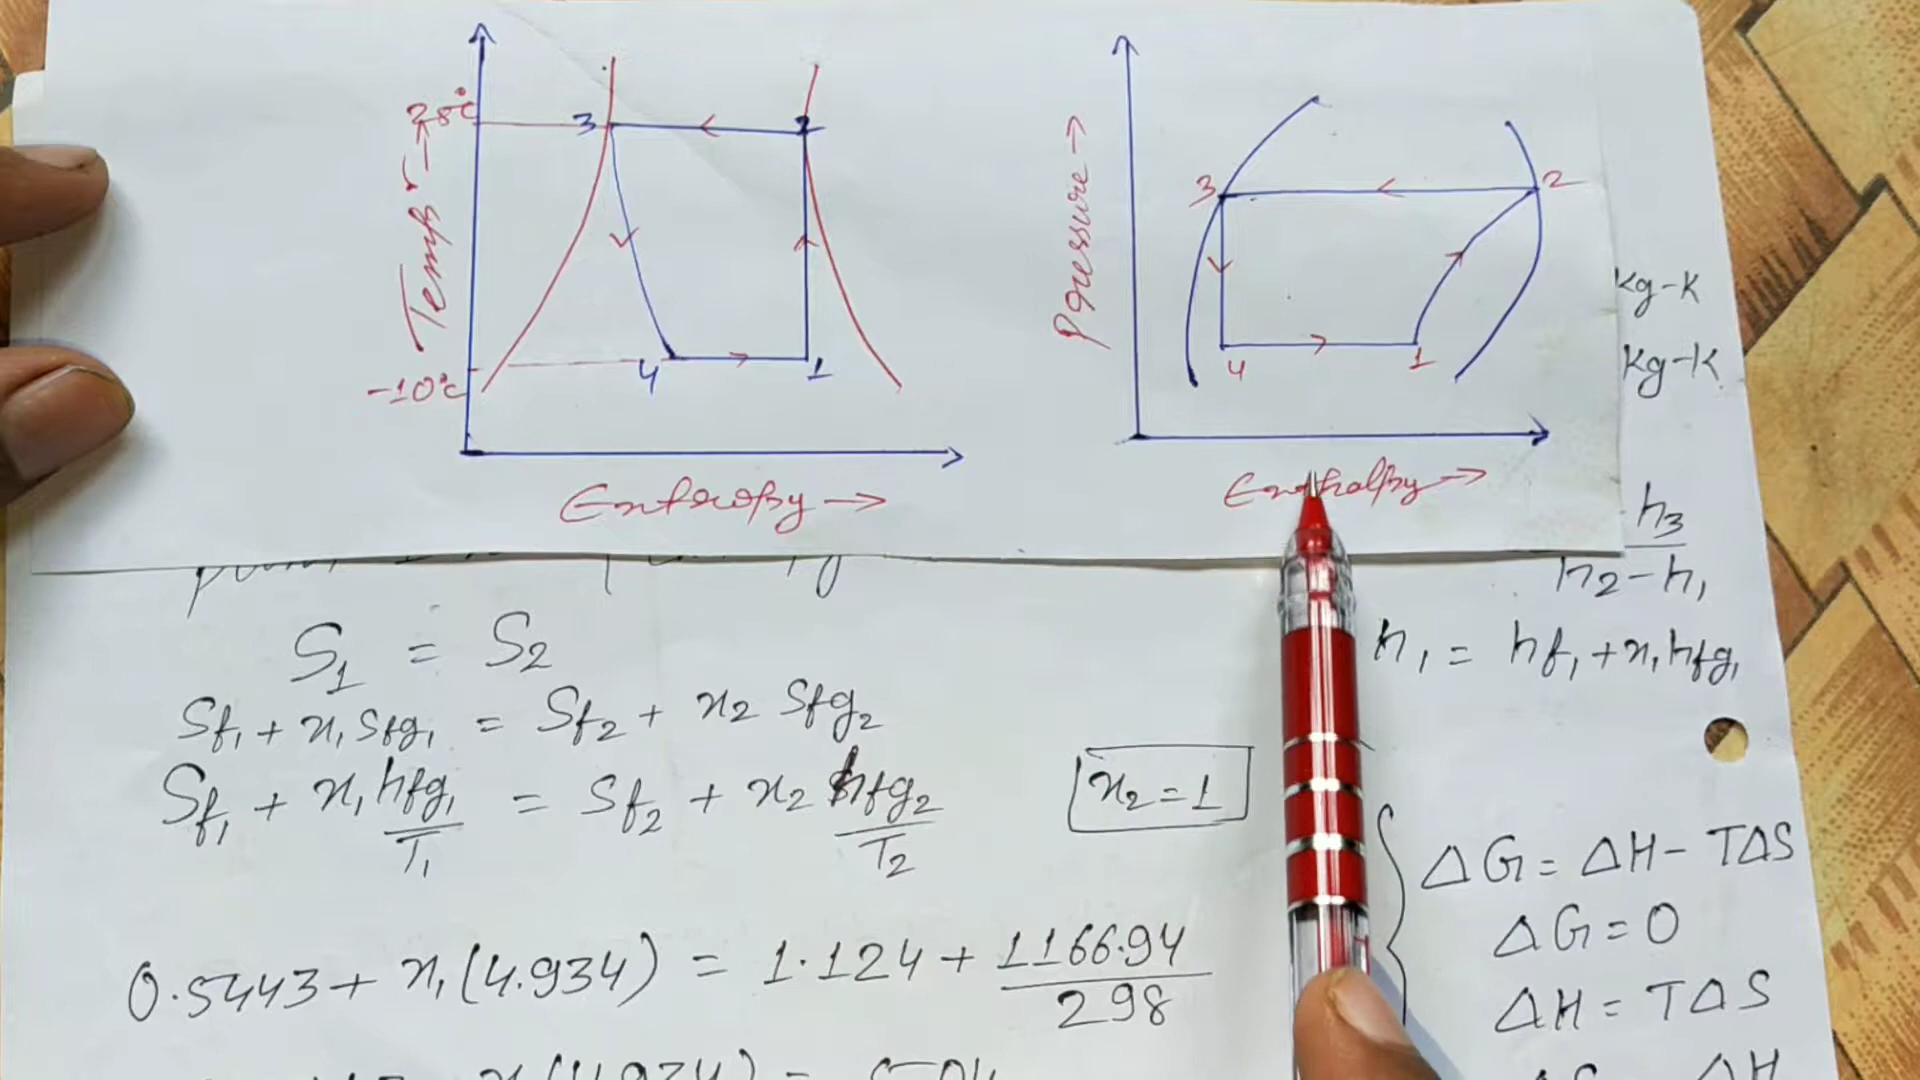 28°c
-10°c
Temp^r →
3
2
4
1
Entropy →
Pressure →
3
2
4
1
Enthalpy →
kg-K
kg-K
h3
h2-h1
h1 = hf1 + x1hfg1
S1 = S2
Sf1 + x1 Sfg1 = Sf2 + x2 Sfg2
Sf1 + x1 hfg1/T1 = Sf2 + x2 hfg2/T2
x2 = 1
0.5443 + x1(4.934) = 1.124 + 1166.94/298
ΔG = ΔH - TΔS
ΔG = 0
ΔH = TΔS